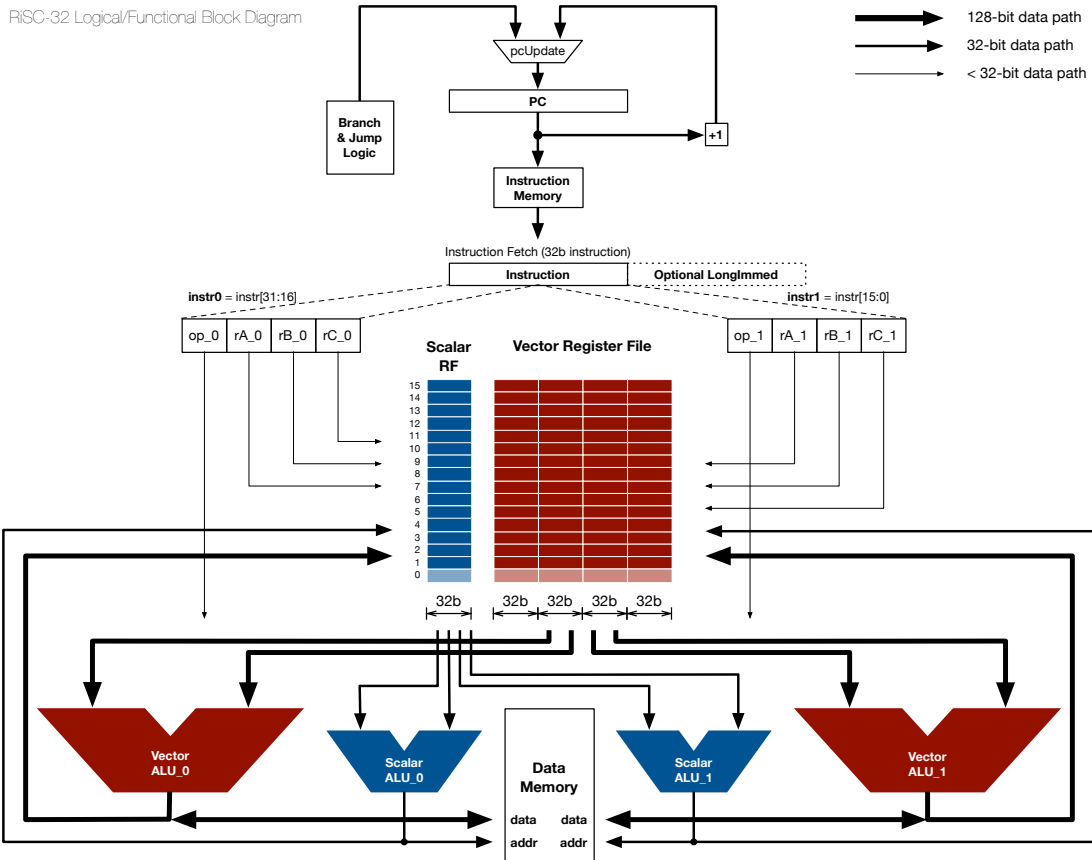 RiSC-32 Logical/Functional Block Diagram
128-bit data path
32-bit data path
< 32-bit data path
pcUpdate
PC
Branch
& Jump
Logic
+1
Instruction
Memory
Instruction Fetch (32b instruction)
Instruction
Optional LongImmed
instr0 = instr[31:16]
instr1 = instr[15:0]
op_0 rA_0 rB_0 rC_0
op_1 rA_1 rB_1 rC_1
Scalar
RF
Vector Register File
15
14
13
12
11
10
9
8
7
6
5
4
3
2
1
0
32b 32b 32b 32b 32b
Vector
ALU_0
Scalar
ALU_0
Data
Memory
data data
addr addr
Scalar
ALU_1
Vector
ALU_1